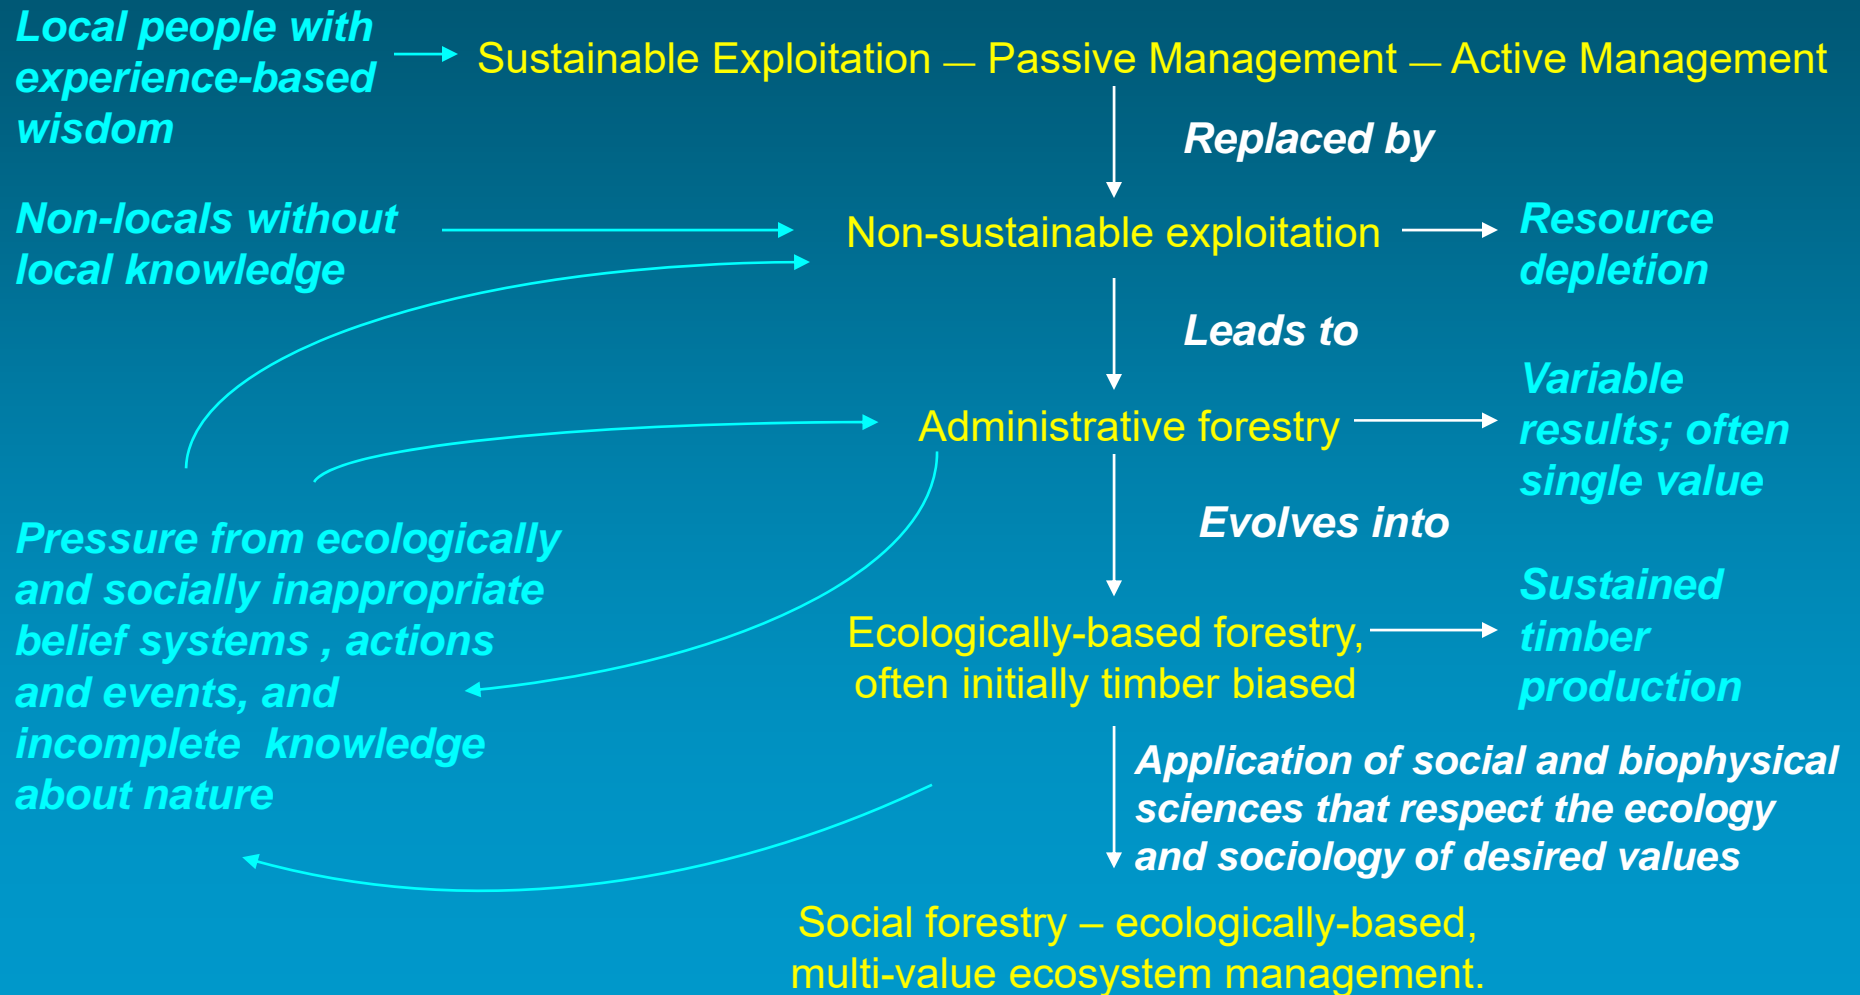 Local people with
experience-based
wisdom
Sustainable Exploitation — Passive Management — Active Management
Replaced by
Non-locals without
local knowledge
Non-sustainable exploitation
Resource
depletion
Leads to
Administrative forestry
Variable
results; often
single value
Evolves into
Pressure from ecologically
and socially inappropriate
belief systems , actions
and events, and
incomplete knowledge
about nature
Ecologically-based forestry,
often initially timber biased
Sustained
timber
production
Application of social and biophysical
sciences that respect the ecology
and sociology of desired values
Social forestry – ecologically-based,
multi-value ecosystem management.